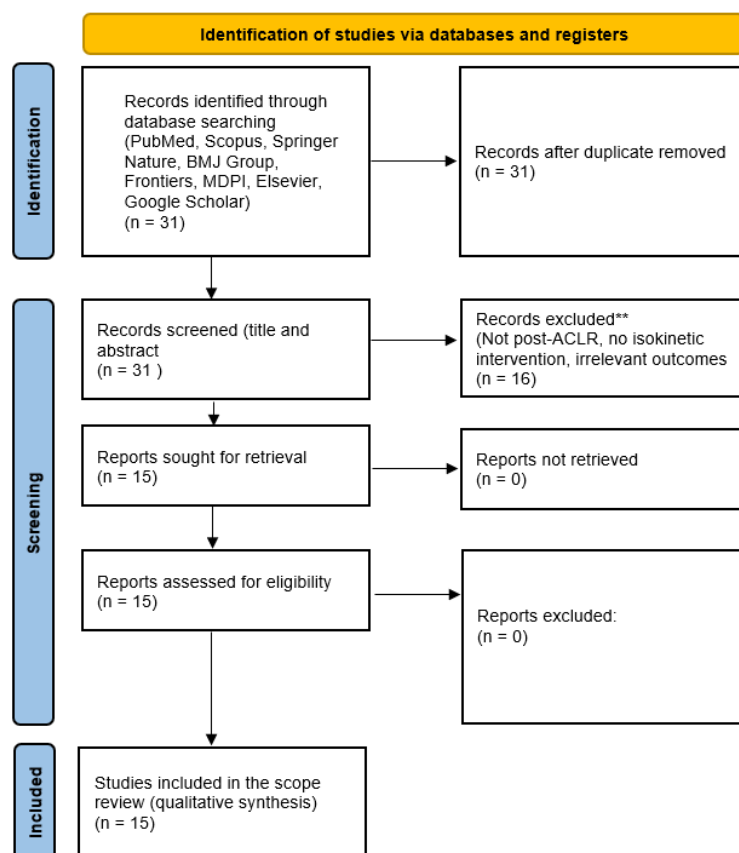 Identification of studies via databases and registers
Identification
Records identified through
database searching
(PubMed, Scopus, Springer
Nature, BMJ Group,
Frontiers, MDPI, Elsevier,
Google Scholar)
(n = 31)
Records after duplicate removed
(n = 31)
Screening
Records screened (title and
abstract
(n = 31 )
Records excluded**
(Not post-ACLR, no isokinetic
intervention, irrelevant outcomes
(n = 16)
Reports sought for retrieval
(n = 15)
Reports not retrieved
(n = 0)
Reports assessed for eligibility
(n = 15)
Reports excluded:
(n = 0)
Included
Studies included in the scope
review (qualitative synthesis)
(n = 15)